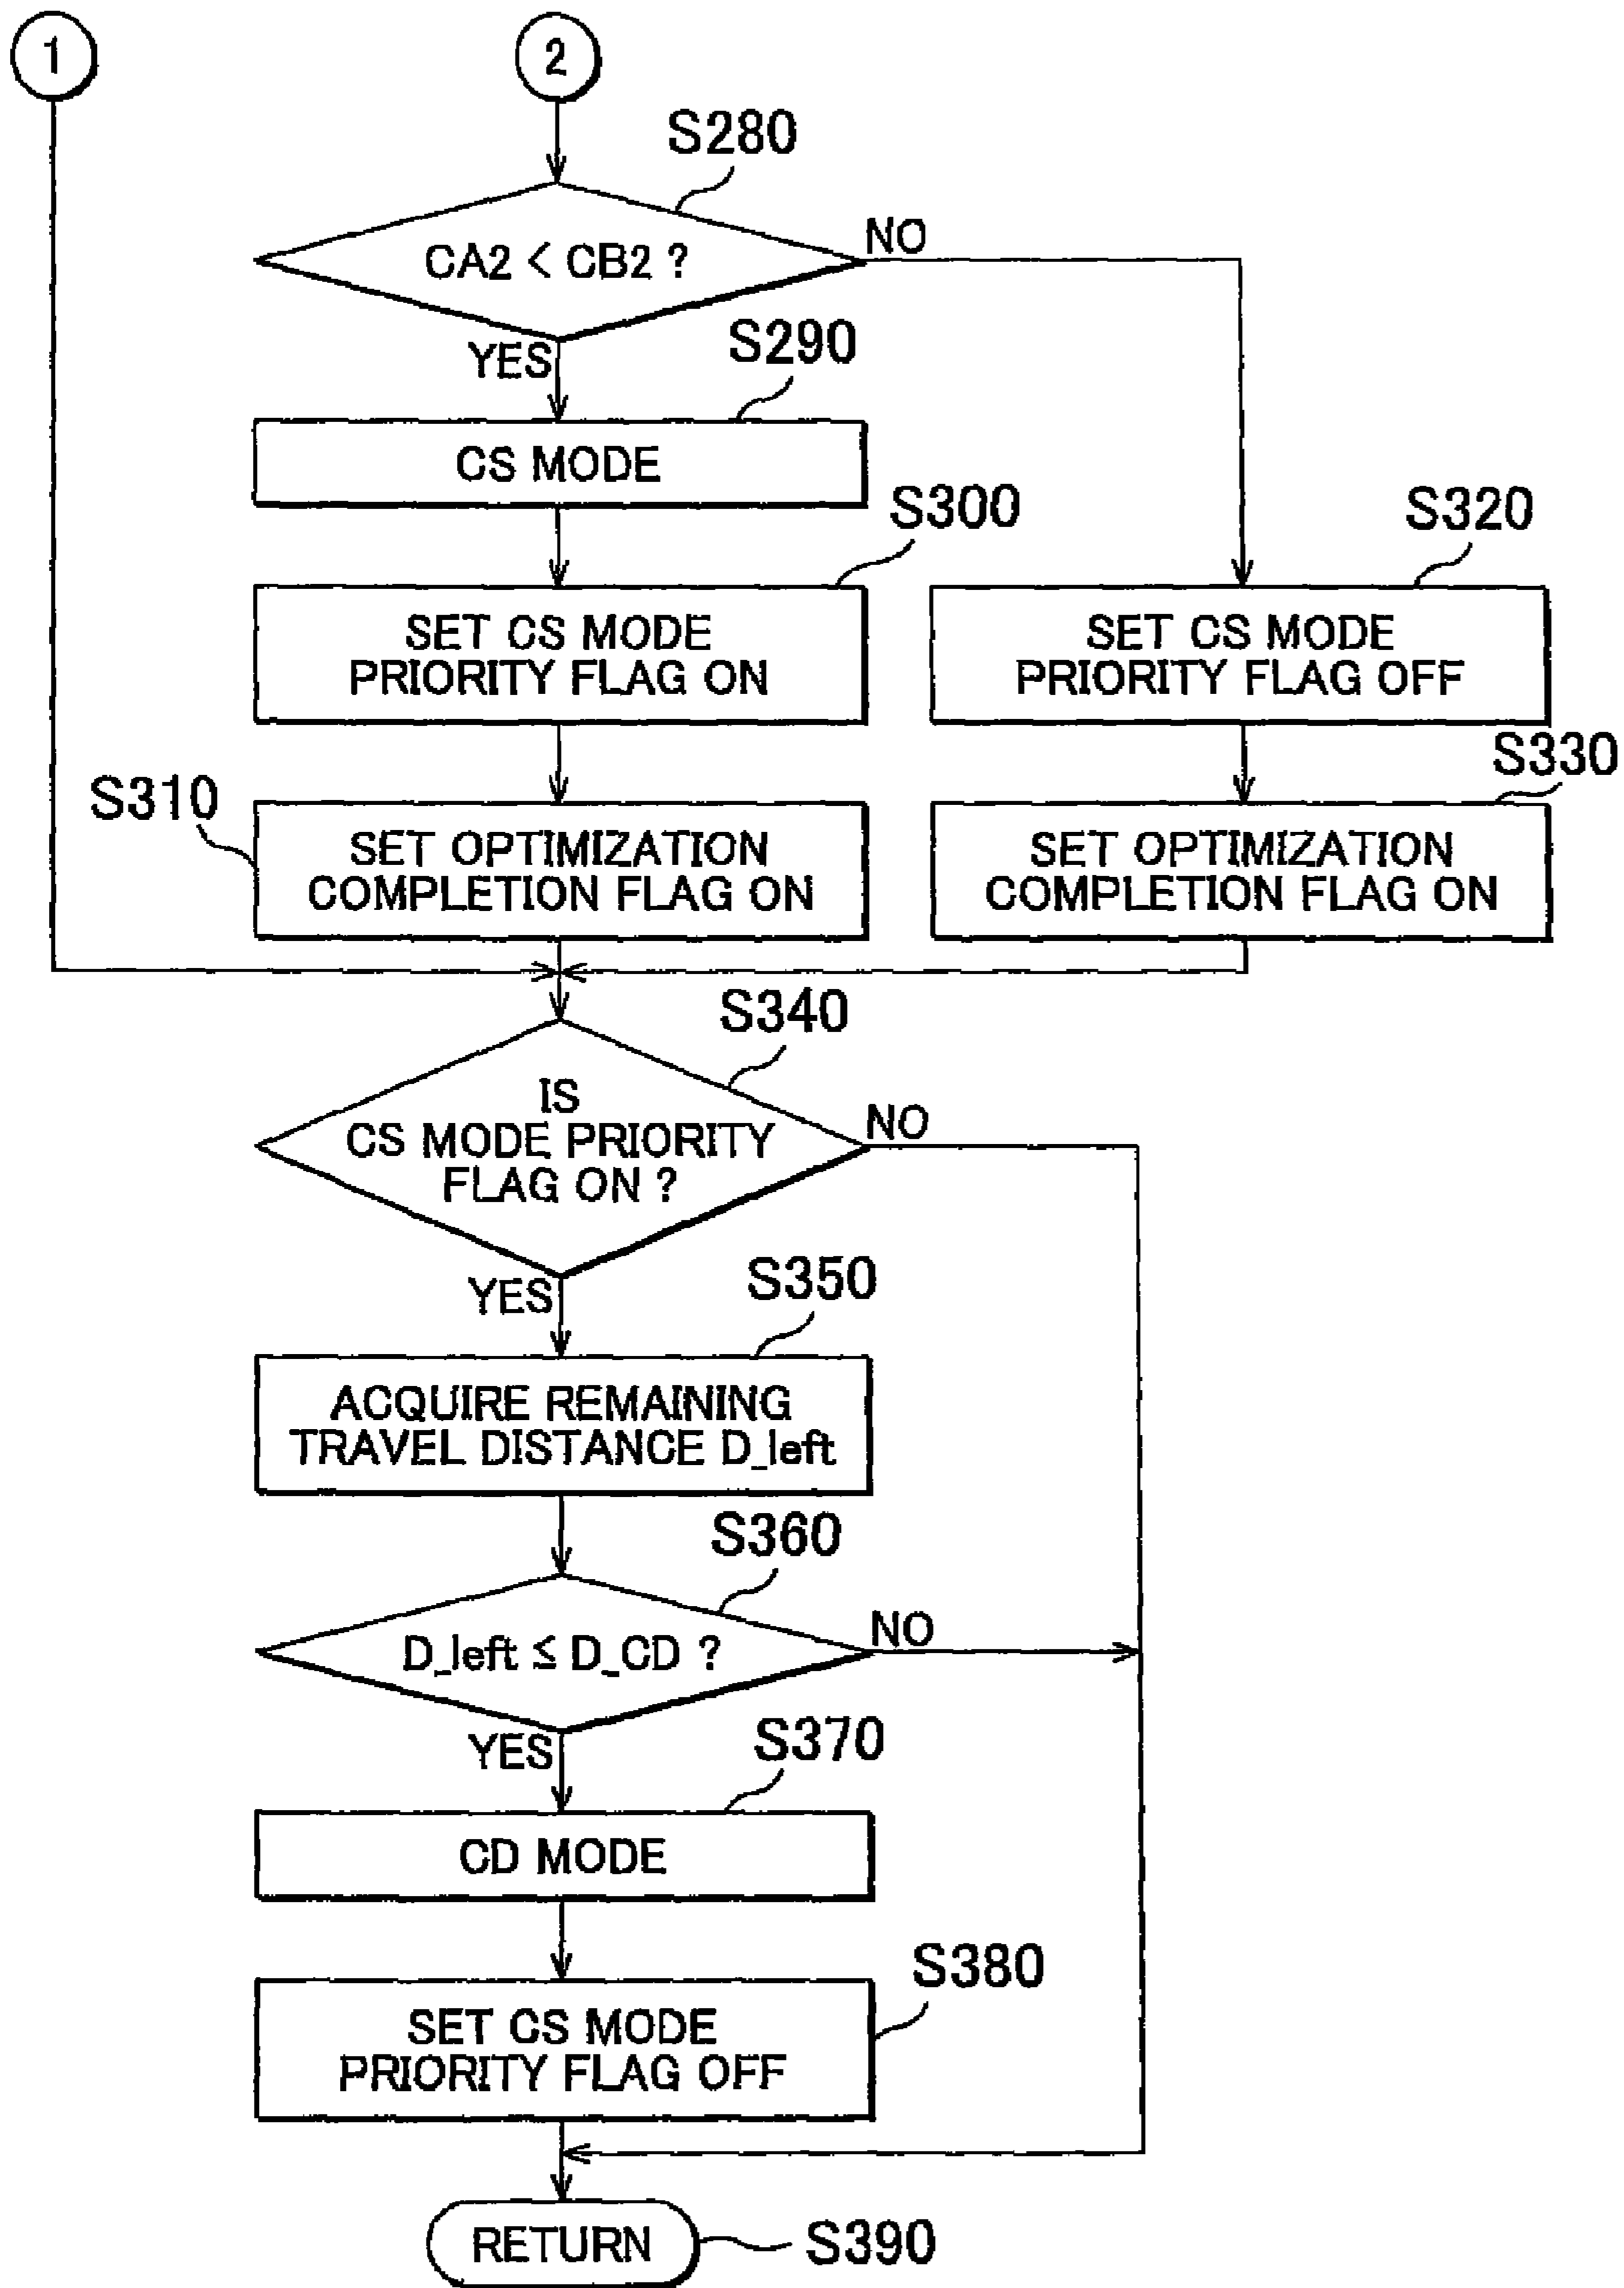 1
2
S280
CA2 < CB2 ?
NO
YES
S290
CS MODE
S300
SET CS MODE
PRIORITY FLAG ON
S320
SET CS MODE
PRIORITY FLAG OFF
S310
SET OPTIMIZATION
COMPLETION FLAG ON
S330
SET OPTIMIZATION
COMPLETION FLAG ON
S340
IS
CS MODE PRIORITY
FLAG ON ?
NO
YES
S350
ACQUIRE REMAINING
TRAVEL DISTANCE D_left
S360
D_left ≤ D_CD ?
NO
YES
S370
CD MODE
S380
SET CS MODE
PRIORITY FLAG OFF
RETURN
S390